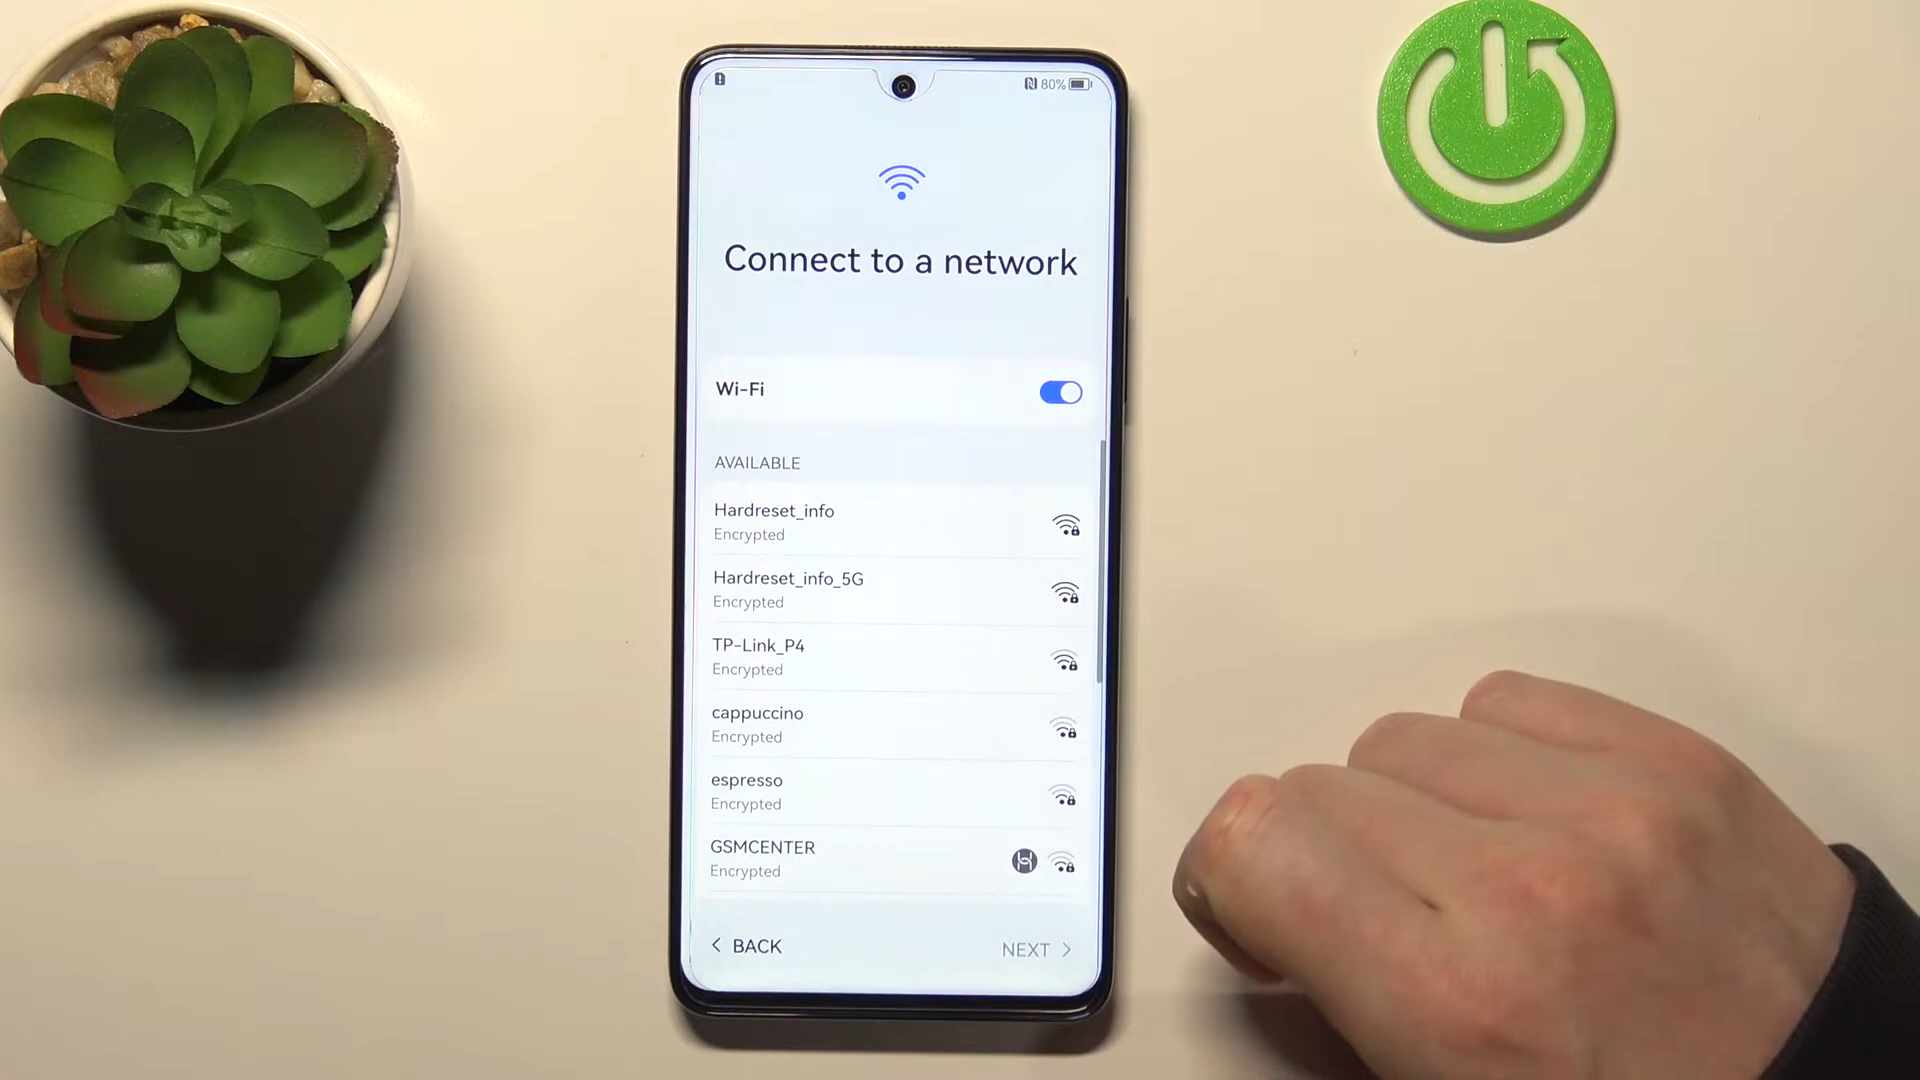 80%
Connect to a network
Wi-Fi
AVAILABLE
Hardreset_info
Encrypted
Hardreset_info_5G
Encrypted
TP-Link_P4
Encrypted
cappuccino
Encrypted
espresso
Encrypted
GSMCENTER
Encrypted
BACK
NEXT